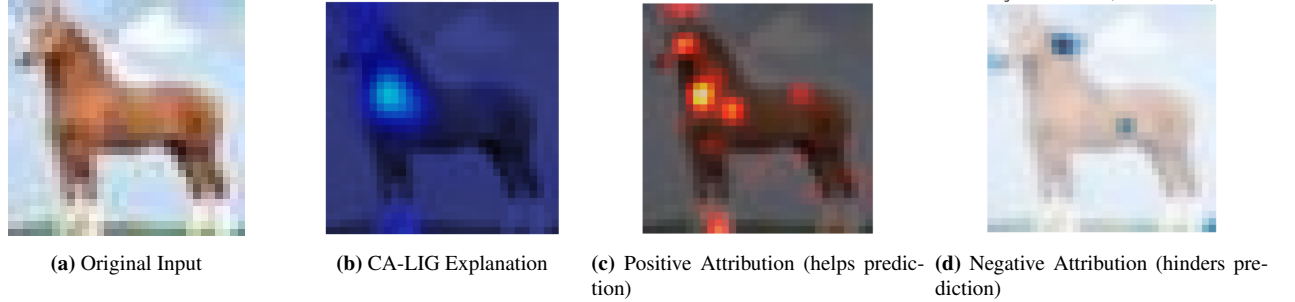 (a) Original Input
(b) CA-LIG Explanation
(c) Positive Attribution (helps predic-
tion)
(d) Negative Attribution (hinders pre-
diction)